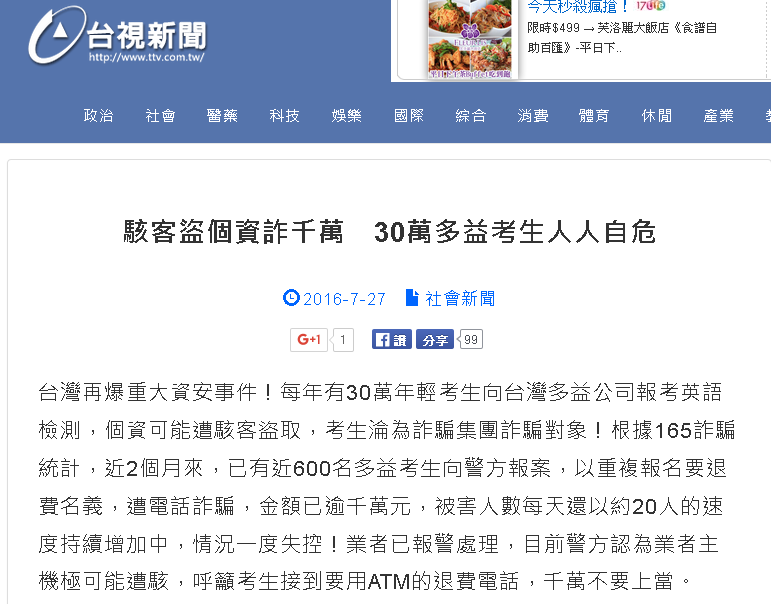 台視新聞
http://www.ttv.com.tw/
今天秒殺瘋搶！
限時$499 → 芙洛麗大飯店《食譜自
助百匯》-平日下..
政治 社會 醫藥 科技 娛樂 國際 綜合 消費 體育 休閒 產業
駭客盜個資詐千萬 30萬多益考生人人自危
2016-7-27 社會新聞
G+1 1 讚 分享 99
台灣再爆重大資安事件！每年有30萬年輕考生向台灣多益公司報考英語
檢測，個資可能遭駭客盜取，考生淪為詐騙集團詐騙對象！根據165詐騙
統計，近2個月來，已有近600名多益考生向警方報案，以重複報名要退
費名義，遭電話詐騙，金額已逾千萬元，被害人數每天還以約20人的速
度持續增加中，情況一度失控！業者已報警處理，目前警方認為業者主
機極可能遭駭，呼籲考生接到要用ATM的退費電話，千萬不要上當。